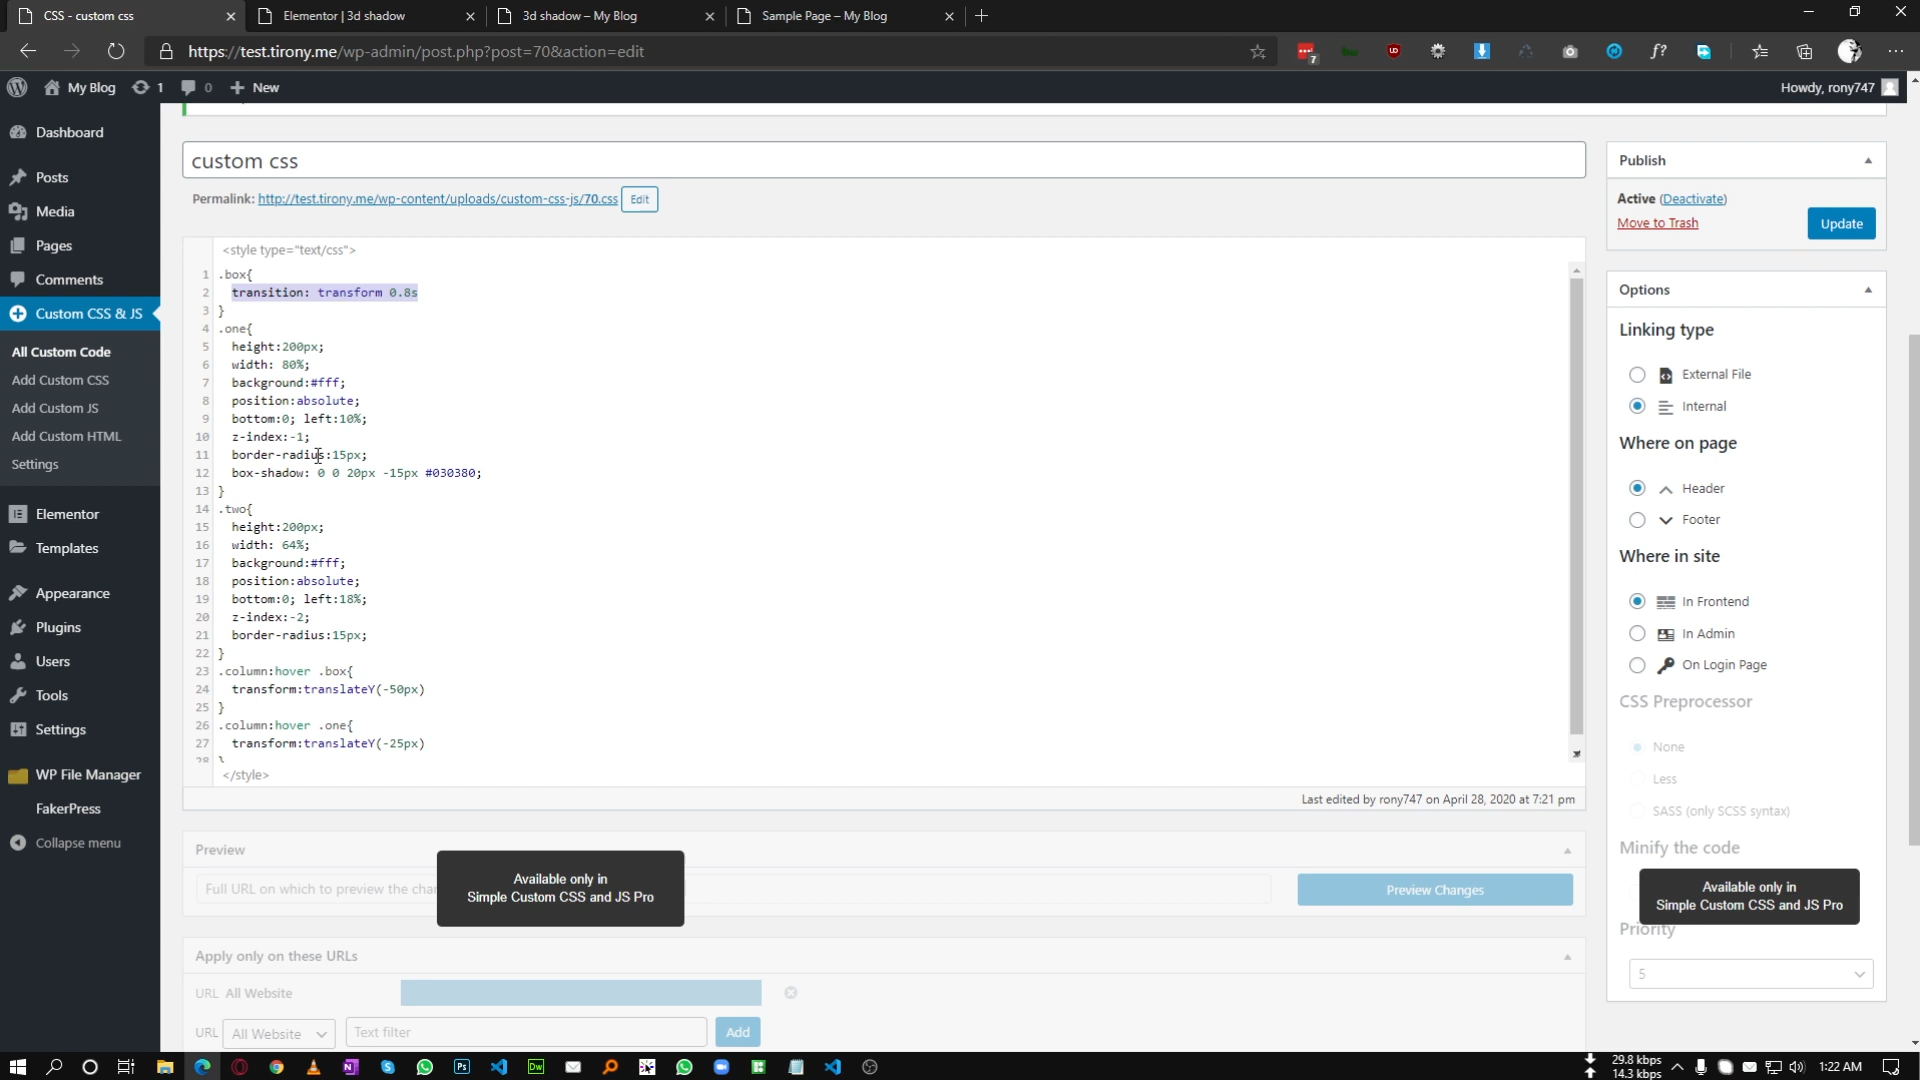 CSS - custom css
Elementor | 3d shadow
3d shadow – My Blog
Sample Page – My Blog
https://test.tirony.me/wp-admin/post.php?post=70&action=edit
7
My Blog
1
0
New
Howdy, rony747
Dashboard
Posts
Media
Pages
Comments
Custom CSS & JS
All Custom Code
Add Custom CSS
Add Custom JS
Add Custom HTML
Settings
Elementor
Templates
Appearance
Plugins
Users
Tools
Settings
WP File Manager
FakerPress
Collapse menu
custom css
Permalink: http://test.tirony.me/wp-content/uploads/custom-css-js/70.css Edit
<style type="text/css">
1 .box{
2 transition: transform 0.8s
3 }
4 .one{
5 height:200px;
6 width: 80%;
7 background:#fff;
8 position:absolute;
9 bottom:0; left:10%;
10 z-index:-1;
11 border-radius:15px;
12 box-shadow: 0 0 20px -15px #030380;
13 }
14 .two{
15 height:200px;
16 width: 64%;
17 background:#fff;
18 position:absolute;
19 bottom:0; left:18%;
20 z-index:-2;
21 border-radius:15px;
22 }
23 .column:hover .box{
24 transform:translateY(-50px)
25 }
26 .column:hover .one{
27 transform:translateY(-25px)
28 }
</style>
Last edited by rony747 on April 28, 2020 at 7:21 pm
Preview
Full URL on which to preview the
Available only in
Simple Custom CSS and JS Pro
Preview Changes
Apply only on these URLs
URL All Website
URL All Website Text filter Add
Publish
Active (Deactivate)
Move to Trash
Update
Options
Linking type
External File
Internal
Where on page
Header
Footer
Where in site
In Frontend
In Admin
On Login Page
CSS Preprocessor
None
Less
SASS (only SCSS syntax)
Minify the code
Available only in
Simple Custom CSS and JS Pro
Priority
5
29.8 kbps
14.3 kbps
1:22 AM